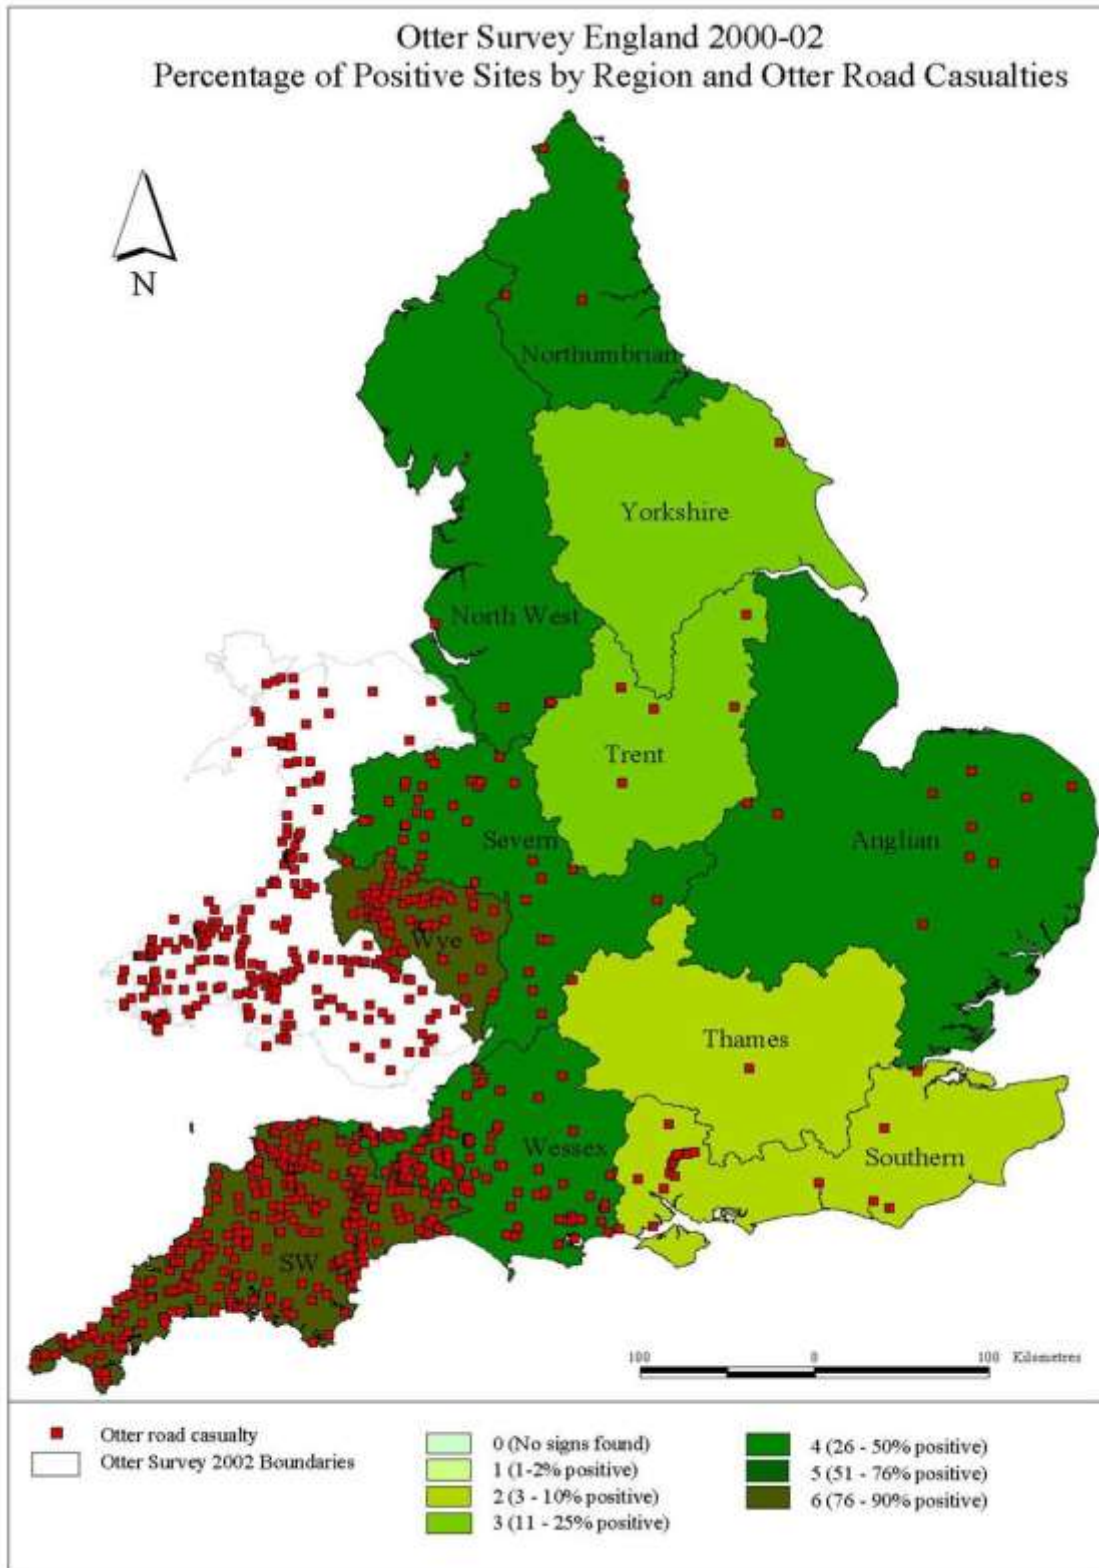 Otter Survey England 2000-02
Percentage of Positive Sites by Region and Otter Road Casualties
N
Northumbrian
Yorkshire
North West
Trent
Severn
Anglian
Wye
Thames
Wessex
Southern
SW
100 0 100 Kilometres
Otter road casualty
Otter Survey 2002 Boundaries
0 (No signs found)
1 (1-2% positive)
2 (3 - 10% positive)
3 (11 - 25% positive)
4 (26 - 50% positive)
5 (51 - 76% positive)
6 (76 - 90% positive)